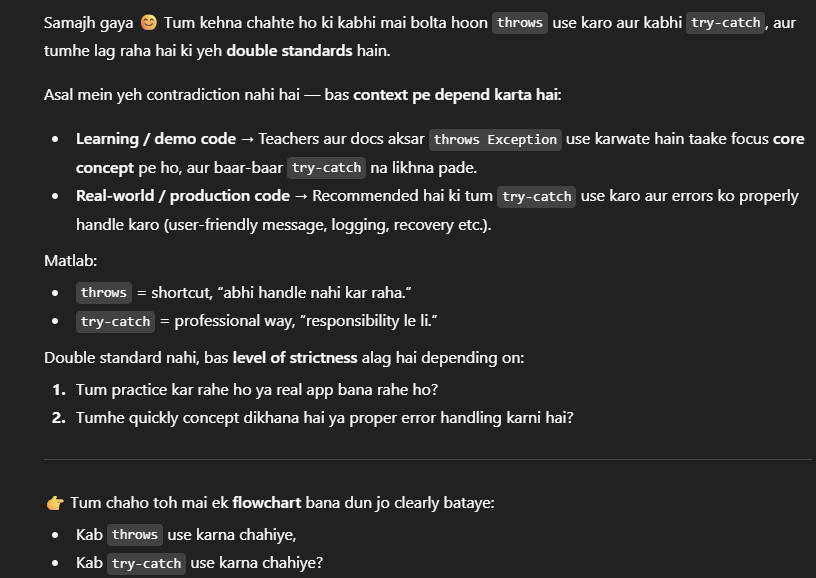 Samajh gaya 😊 Tum kehna chahte ho ki kabhi mai bolta hoon throws use karo aur kabhi try-catch, aur
tumhe lag raha hai ki yeh double standards hain.
Asal mein yeh contradiction nahi hai — bas context pe depend karta hai:
• Learning / demo code → Teachers aur docs aksar throws Exception use karwate hain taake focus core
concept pe ho, aur baar-baar try-catch na likhna pade.
• Real-world / production code → Recommended hai ki tum try-catch use karo aur errors ko properly
handle karo (user-friendly message, logging, recovery etc.).
Matlab:
• throws = shortcut, “abhi handle nahi kar raha.”
• try-catch = professional way, “responsibility le li.”
Double standard nahi, bas level of strictness alag hai depending on:
1. Tum practice kar rahe ho ya real app bana rahe ho?
2. Tumhe quickly concept dikhana hai ya proper error handling karni hai?
👉 Tum chaho toh mai ek flowchart bana dun jo clearly bataye:
• Kab throws use karna chahiye,
• Kab try-catch use karna chahiye?